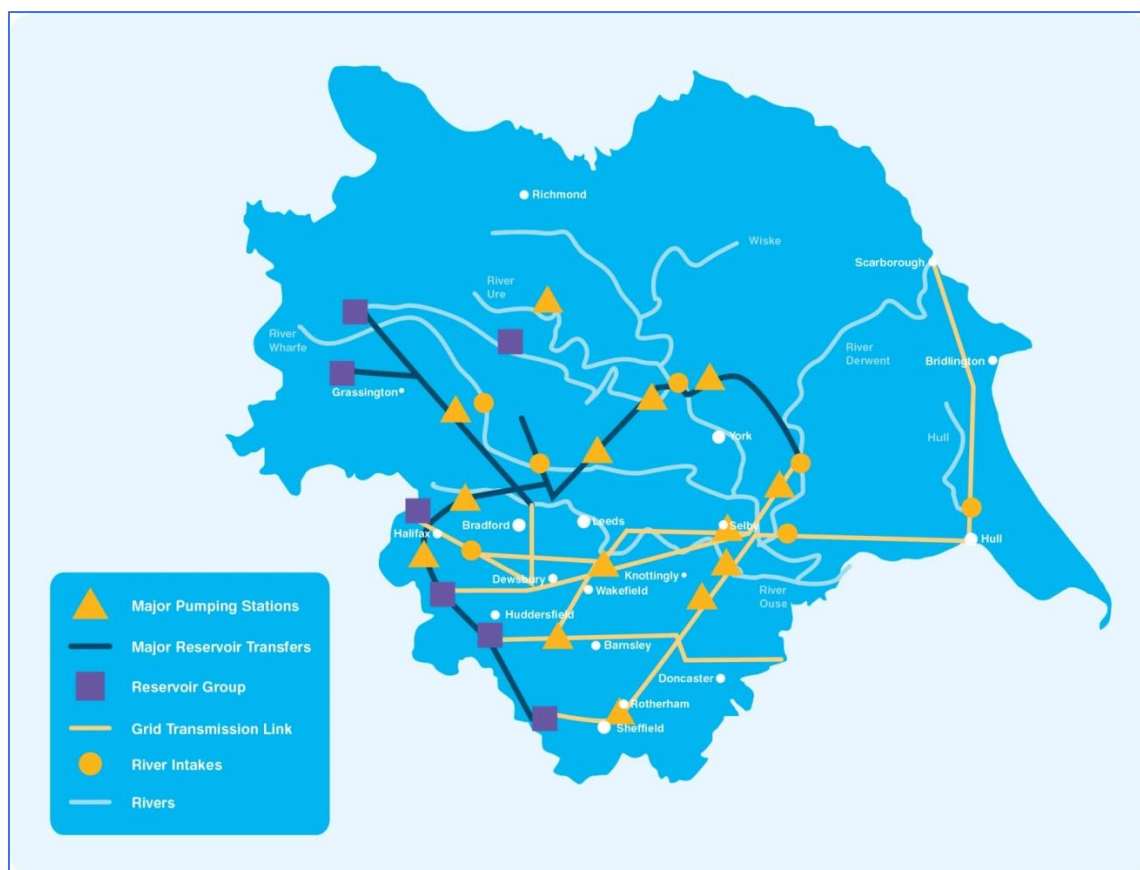 Richmond
Wiske
Scarborough
River
Ure
River
Wharfe
River
Derwent
Bridlington
Grassington
York
Hull
Bradford
Leeds
Selby
Halifax
Hull
Dewsbury
Knottingly
Wakefield
River
Ouse
Huddersfield
Barnsley
Doncaster
Rotherham
Sheffield
Major Pumping Stations
Major Reservoir Transfers
Reservoir Group
Grid Transmission Link
River Intakes
Rivers